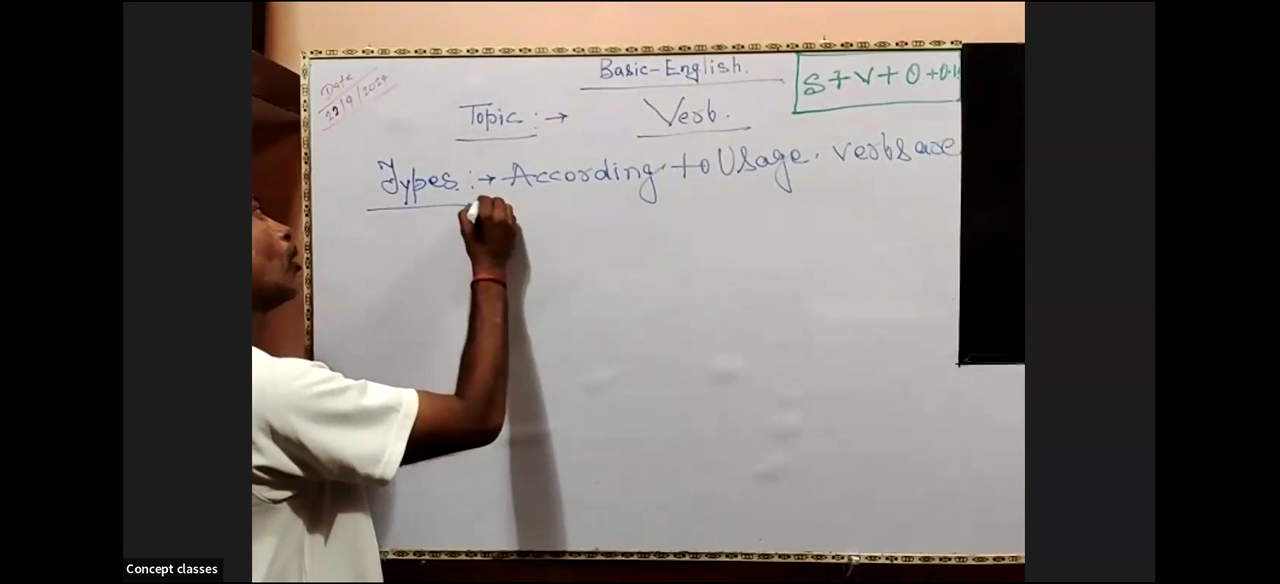 Basic-English.
Date
22/9/2024
S+V+O+O.W
Topic :→ Verb.
Types :→ According to Usage. verbs are
Concept classes